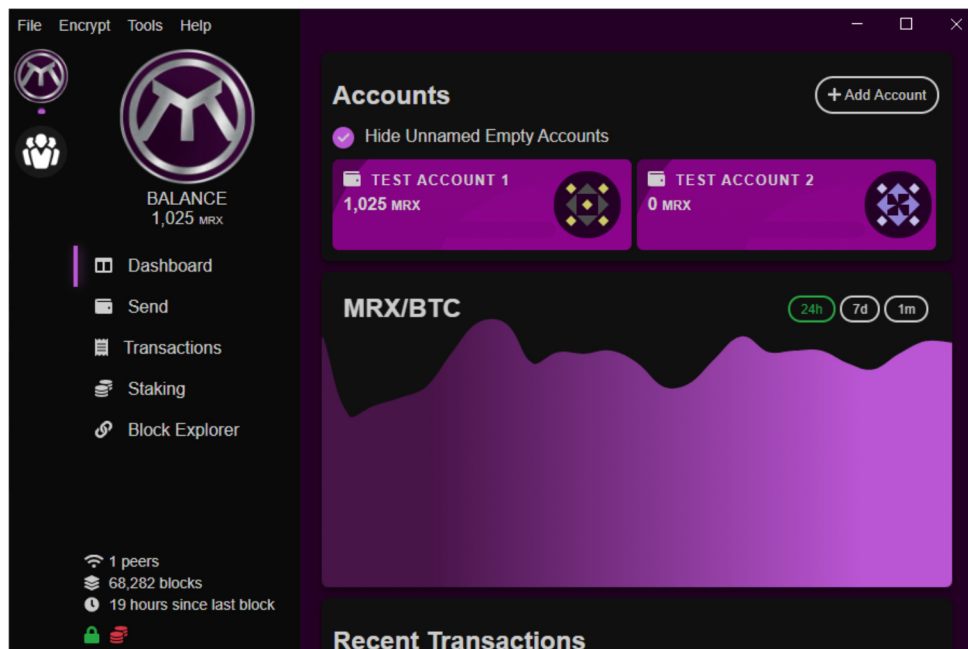 File Encrypt Tools Help
BALANCE
1,025 MRX
Dashboard
Send
Transactions
Staking
Block Explorer
1 peers
68,282 blocks
19 hours since last block
Accounts
Add Account
Hide Unnamed Empty Accounts
TEST ACCOUNT 1
1,025 MRX
TEST ACCOUNT 2
0 MRX
MRX/BTC
24h 7d 1m
Recent Transactions